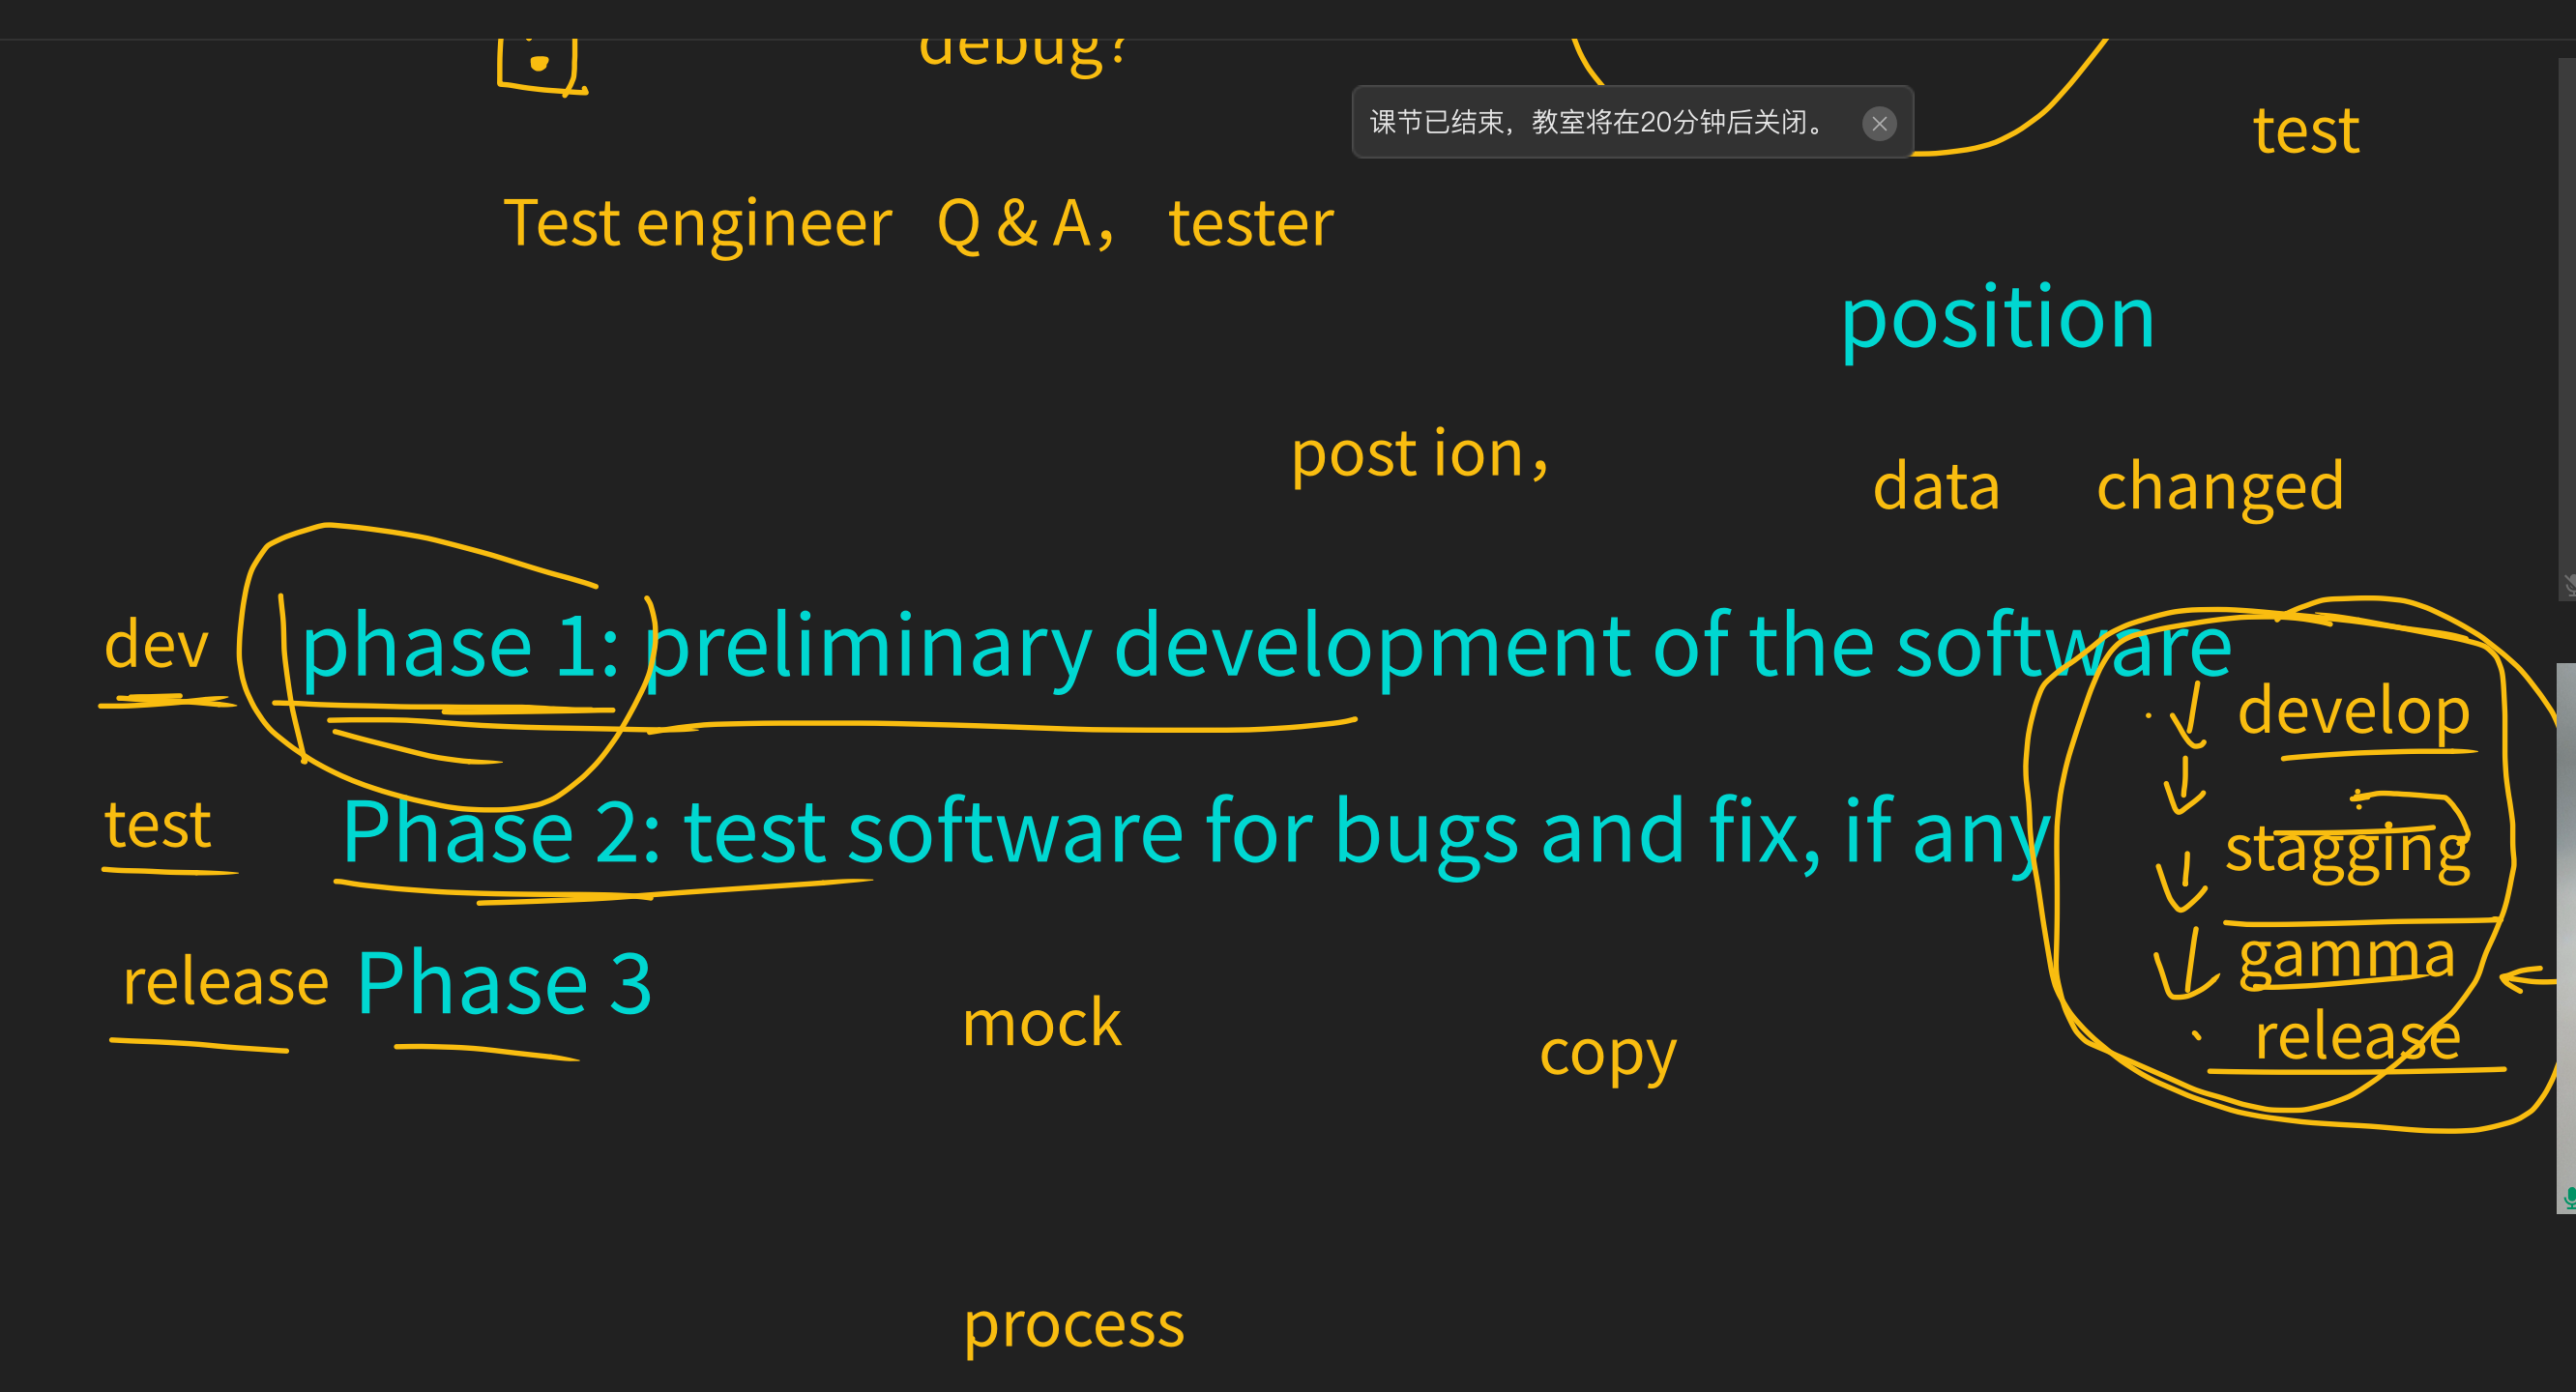 debug?
课节已结束，教室将在20分钟后关闭。
test
Test engineer Q & A， tester
position
post ion，
data changed
dev phase 1: preliminary development of the software
develop
test Phase 2: test software for bugs and fix, if any
stagging
gamma
release Phase 3
mock
copy
release
process